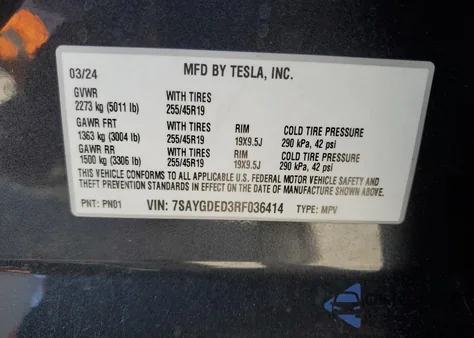 03/24 MFD BY TESLA, INC.
GVWR WITH TIRES
2273 kg (5011 lb) 255/45R19
GAWR FRT WITH TIRES RIM COLD TIRE PRESSURE
1363 kg (3004 lb) 255/45R19 19X9.5J 290 kPa, 42 psi
GAWR RR WITH TIRES RIM COLD TIRE PRESSURE
1500 kg (3306 lb) 255/45R19 19X9.5J 290 kPa, 42 psi
THIS VEHICLE CONFORMS TO ALL APPLICABLE U.S. FEDERAL MOTOR VEHICLE SAFETY AND
THEFT PREVENTION STANDARDS IN EFFECT ON THE DATE OF MANUFACTURE SHOWN ABOVE.
PNT: PN01 VIN: 7SAYGDED3RF036414 TYPE: MPV